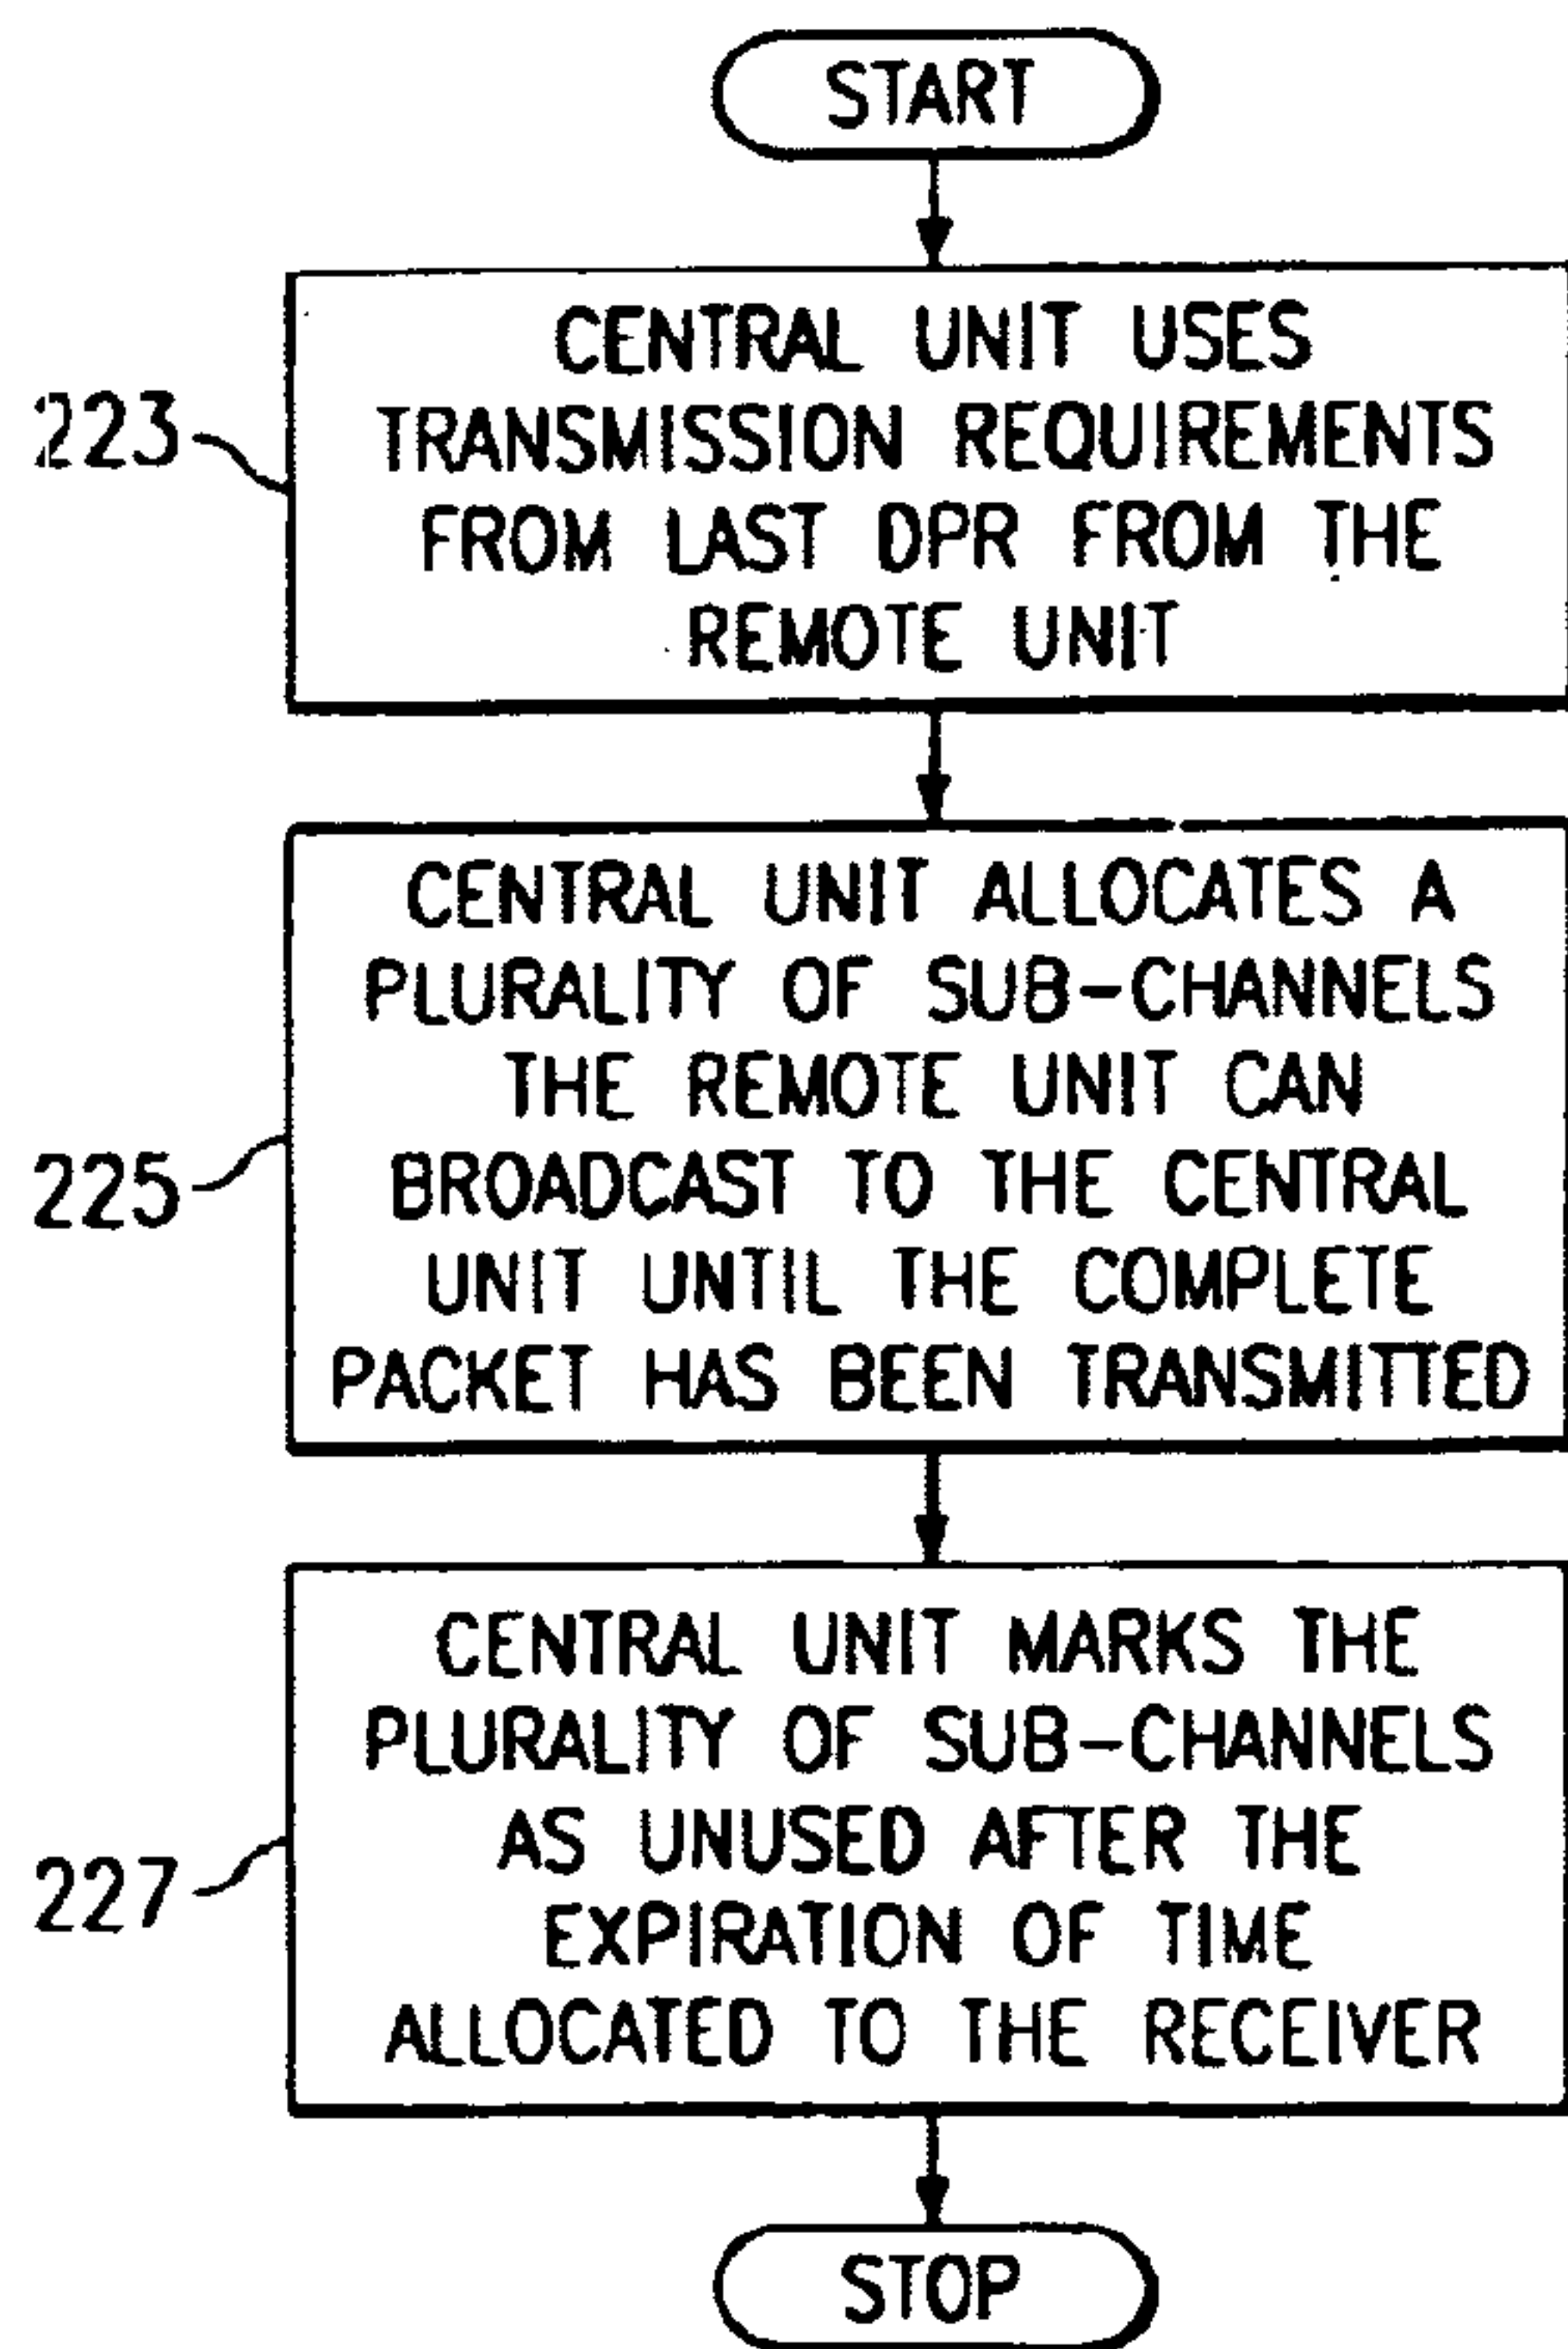 START
CENTRAL UNIT USES
TRANSMISSION REQUIREMENTS
FROM LAST DPR FROM THE
REMOTE UNIT
223
CENTRAL UNIT ALLOCATES A
PLURALITY OF SUB-CHANNELS
THE REMOTE UNIT CAN
BROADCAST TO THE CENTRAL
UNIT UNTIL THE COMPLETE
PACKET HAS BEEN TRANSMITTED
225
CENTRAL UNIT MARKS THE
PLURALITY OF SUB-CHANNELS
AS UNUSED AFTER THE
EXPIRATION OF TIME
ALLOCATED TO THE RECEIVER
227
STOP